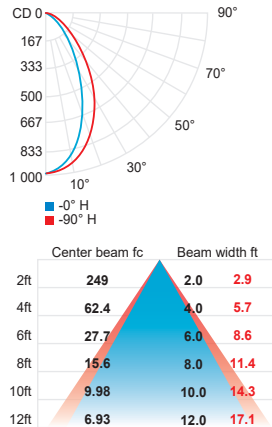 CD 0
90°
167
333
70°
500
50°
667
833
30°
1 000
10°
-0° H
-90° H
Center beam fc Beam width ft
2ft 249 2.0 2.9
4ft 62.4 4.0 5.7
6ft 27.7 6.0 8.6
8ft 15.6 8.0 11.4
10ft 9.98 10.0 14.3
12ft 6.93 12.0 17.1